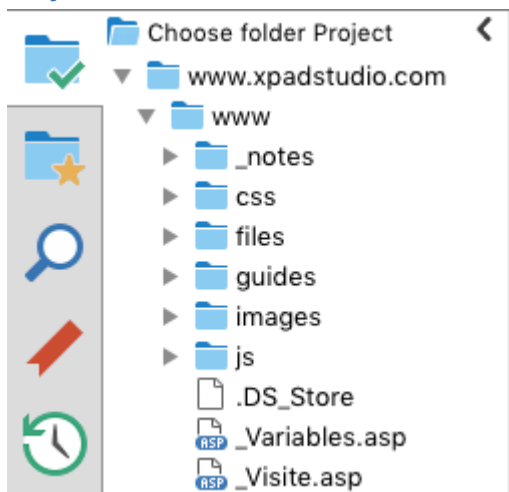 Choose folder Project
www.xpadstudio.com
www
_notes
css
files
guides
images
js
.DS_Store
ASP _Variables.asp
ASP _Visite.asp